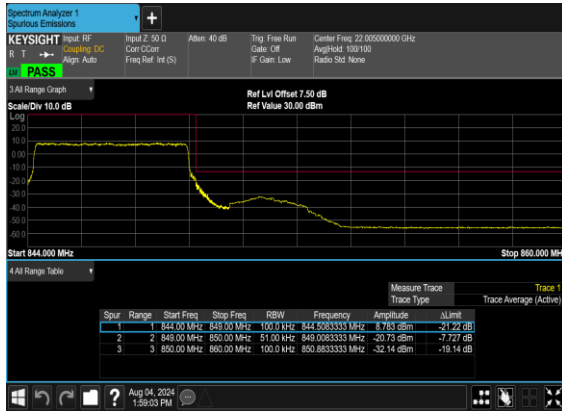 Spectrum Analyzer 1
Spurious Emissions
+
KEYSIGHT Input: RF Input Z: 50 Ω Atten: 40 dB Trig: Free Run Center Freq: 22.005000000 GHz
R T Coupling: DC Corr CCorr Gate: Off Avg|Hold: 100/100
Align: Auto Freq Ref: Int (S) IF Gain: Low Radio Std: None
PASS
3 All Range Graph
Ref Lvl Offset 7.50 dB
Scale/Div 10.0 dB Ref Value 30.00 dBm
Log
20.0
10.0
0.00
-10.0
-20.0
-30.0
-40.0
-50.0
-60.0
Start 844.000 MHz Stop 860.000 MH
4 All Range Table
Measure Trace Trace 1
Trace Type Trace Average (Active)
Spur Range Start Freq Stop Freq RBW Frequency Amplitude ΔLimit
1 1 844.00 MHz 849.00 MHz 100.0 kHz 844.5083333 MHz 8.783 dBm -21.22 dB
2 2 849.00 MHz 850.00 MHz 51.00 kHz 849.0083333 MHz -20.73 dBm -7.727 dB
3 3 850.00 MHz 860.00 MHz 100.0 kHz 850.8833333 MHz -32.14 dBm -19.14 dB
? Aug 04, 2024
1:59:03 PM